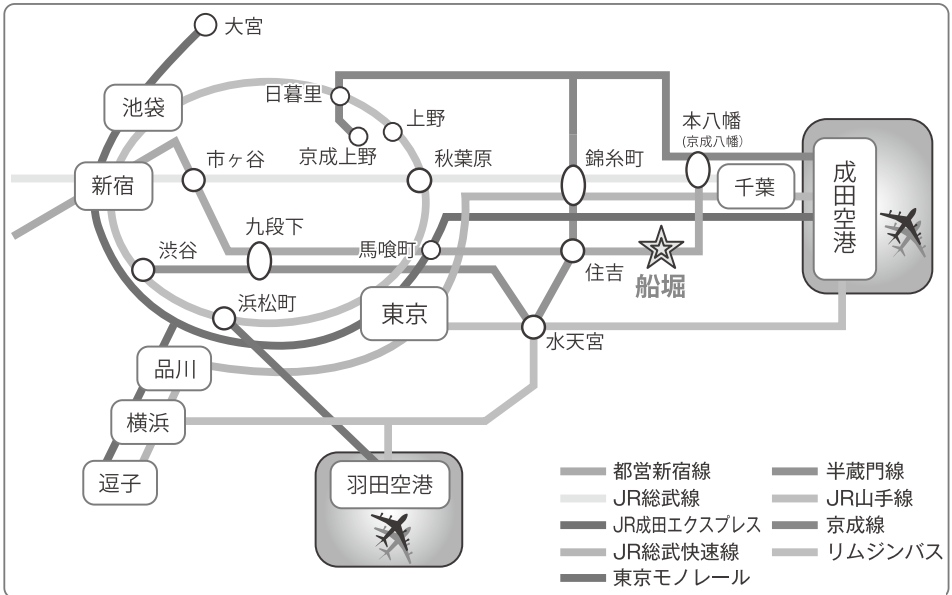 大宮
池袋
日暮里
上野
京成上野
本八幡
(京成八幡)
市ヶ谷
秋葉原
錦糸町
千葉
成田空港
新宿
九段下
渋谷
馬喰町
住吉
船堀
浜松町
東京
水天宮
品川
横浜
逗子
羽田空港
都営新宿線
JR総武線
JR成田エクスプレス
JR総武快速線
東京モノレール
半蔵門線
JR山手線
京成線
リムジンバス